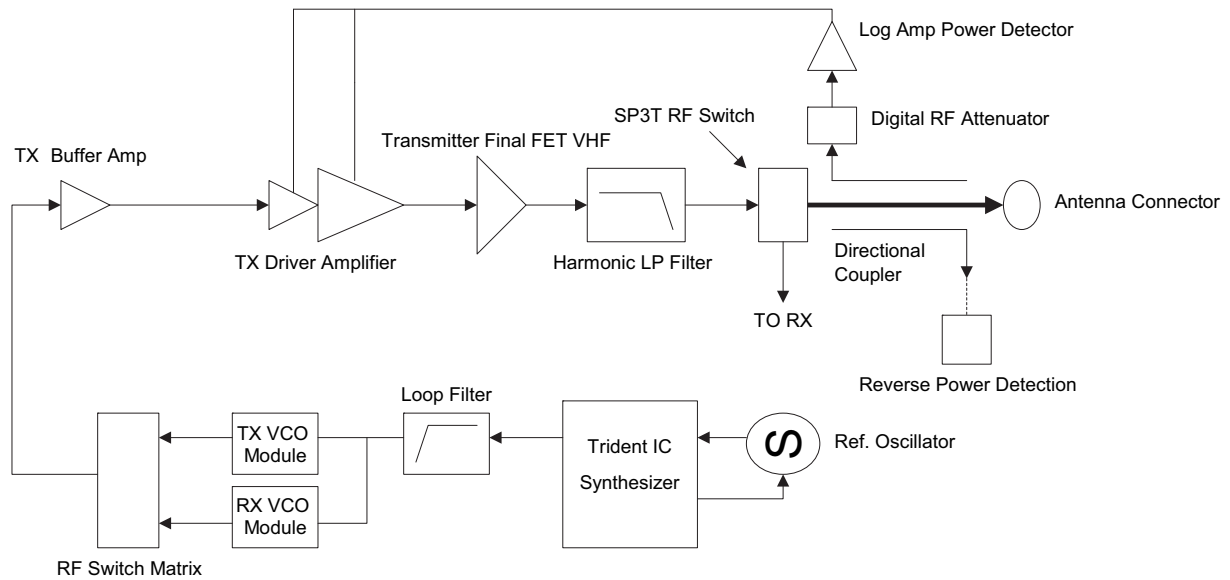 Log Amp Power Detector
SP3T RF Switch
Digital RF Attenuator
Transmitter Final FET VHF
TX Buffer Amp
Antenna Connector
TX Driver Amplifier
Harmonic LP Filter
Directional
Coupler
TO RX
Reverse Power Detection
Loop Filter
TX VCO
Module
Trident IC
Synthesizer
S
Ref. Oscillator
RX VCO
Module
RF Switch Matrix